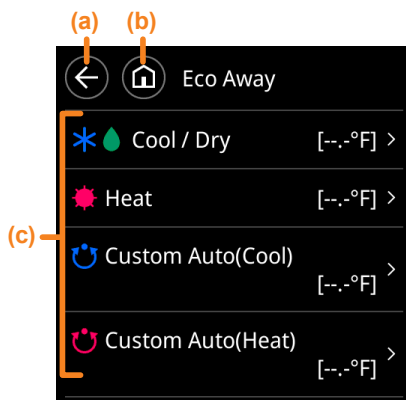 (a) (b)
Eco Away
Cool / Dry [--.-°F] >
Heat [--.-°F] >
(c)
Custom Auto(Cool)
[--.-°F] >
Custom Auto(Heat)
[--.-°F] >